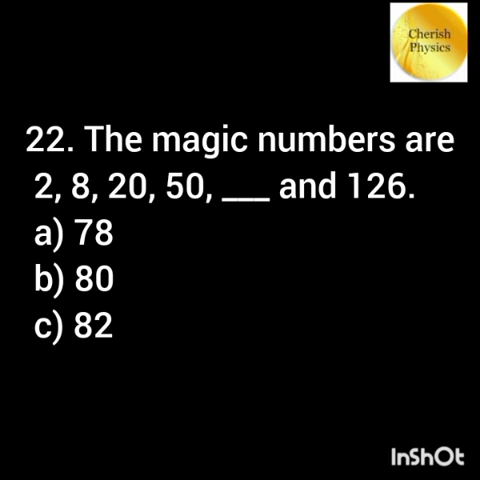 Cherish
Physics
22. The magic numbers are
2, 8, 20, 50, ___ and 126.
a) 78
b) 80
c) 82
InShOt